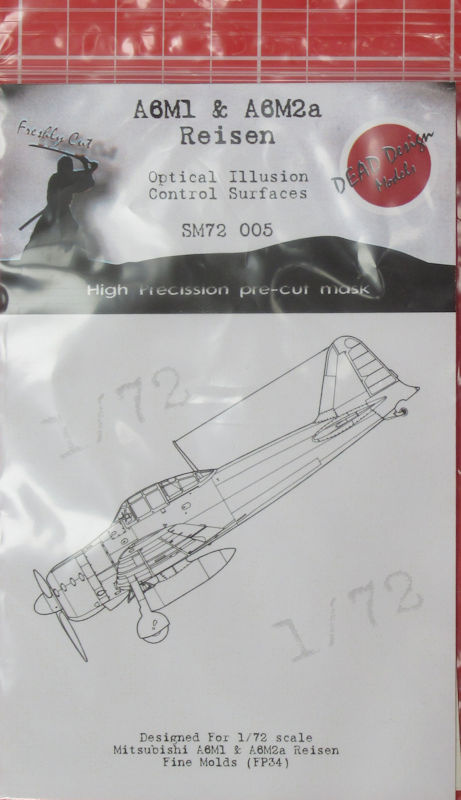 A6M1 & A6M2a
Reisen
Freshly Cut
Optical Illusion
Control Surfaces
DEAD Design
Models
SM72 005
High Precission pre-cut mask
1/72
1/72
Designed For 1/72 scale
Mitsubishi A6M1 & A6M2a Reisen
Fine Molds (FP34)